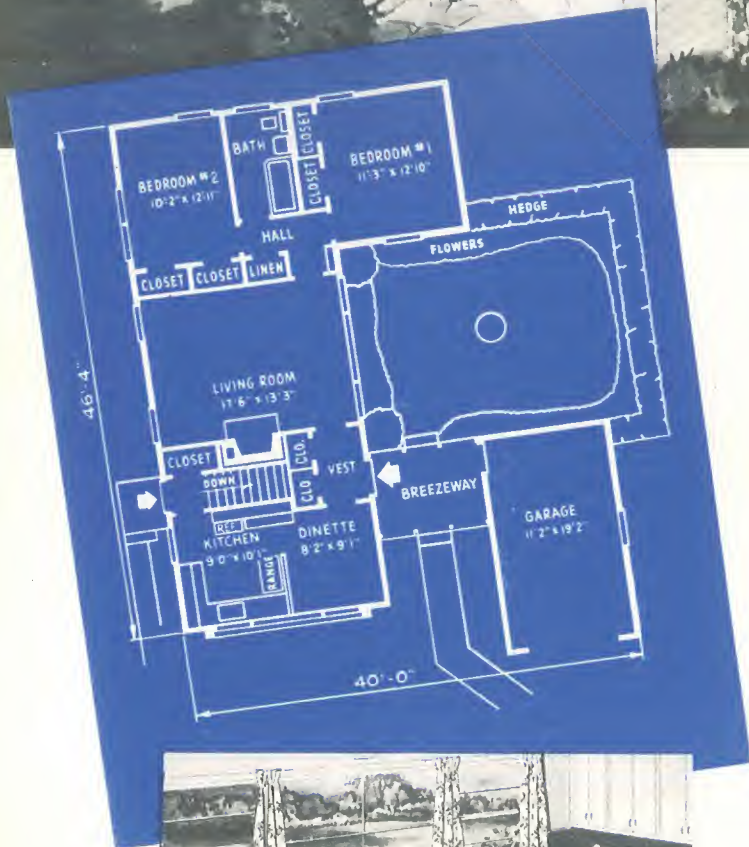 BATH
CLOSET
CLOSET
BEDROOM #1
11'3" x 12'10"
BEDROOM #2
10'2" x 12'11"
HEDGE
FLOWERS
HALL
CLOSET
CLOSET
LINEN
46'-4"
LIVING ROOM
17'6" x 13'3"
CLOSET
CLO.
VEST
DOWN
CLO
BREEZEWAY
REF
KITCHEN
9'0" x 10'1"
DINETTE
8'2" x 9'1"
RANGE
GARAGE
11'2" x 19'2"
40'-0"